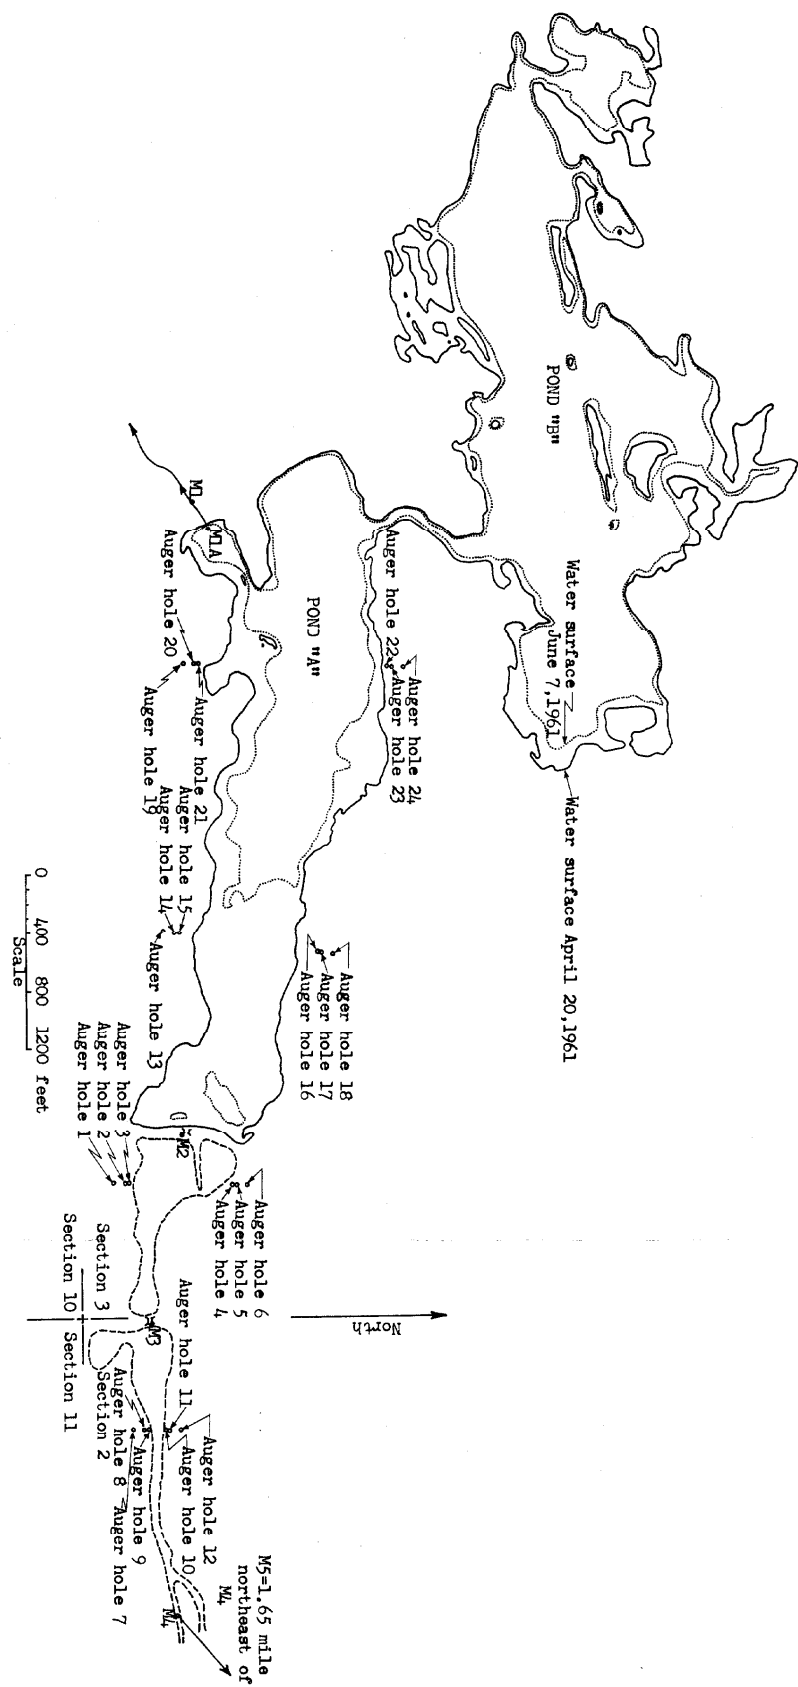 POND "B"
Water surface
June 7, 1961
Water surface April 20, 1961
POND "A"
M1
M1A
Auger hole 20
Auger hole 21
Auger hole 19
Auger hole 22
Auger hole 24
Auger hole 23
Auger hole 15
Auger hole 14
Auger hole 13
Auger hole 18
Auger hole 17
Auger hole 16
0 400 800 1200 feet
Scale
Auger hole 3
Auger hole 2
Auger hole 1
M2
Auger hole 6
Auger hole 5
Auger hole 4
North
Section 3
Section 10
M3
Section 11
Section 2
Auger hole 11
Auger hole 12
Auger hole 10
Auger hole 8
Auger hole 9
Auger hole 7
M4
M5=1.65 mile
northeast of
M4